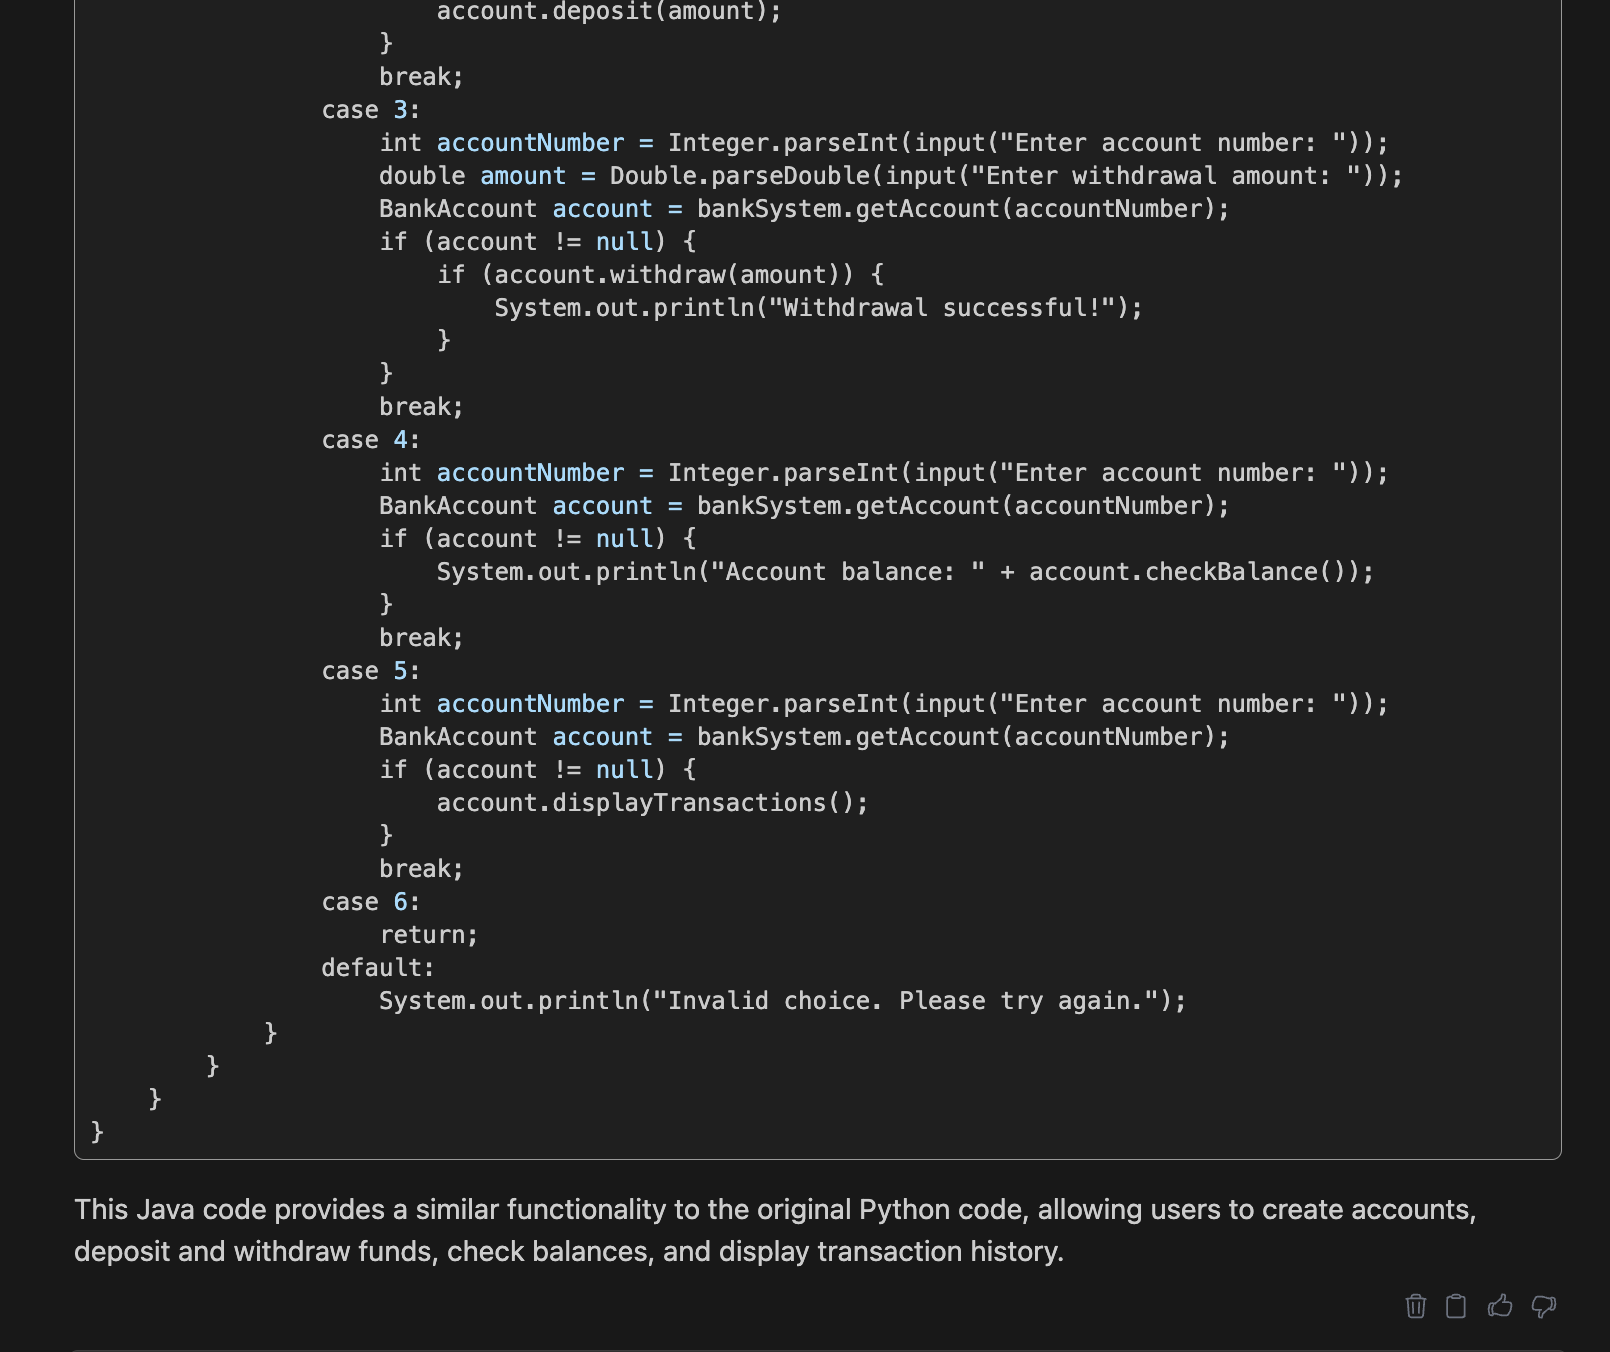 account.deposit(amount);
                    }
                    break;
                case 3:
                    int accountNumber = Integer.parseInt(input("Enter account number: "));
                    double amount = Double.parseDouble(input("Enter withdrawal amount: "));
                    BankAccount account = bankSystem.getAccount(accountNumber);
                    if (account != null) {
                        if (account.withdraw(amount)) {
                            System.out.println("Withdrawal successful!");
                        }
                    }
                    break;
                case 4:
                    int accountNumber = Integer.parseInt(input("Enter account number: "));
                    BankAccount account = bankSystem.getAccount(accountNumber);
                    if (account != null) {
                        System.out.println("Account balance: " + account.checkBalance());
                    }
                    break;
                case 5:
                    int accountNumber = Integer.parseInt(input("Enter account number: "));
                    BankAccount account = bankSystem.getAccount(accountNumber);
                    if (account != null) {
                        account.displayTransactions();
                    }
                    break;
                case 6:
                    return;
                default:
                    System.out.println("Invalid choice. Please try again.");
            }
        }
    }
}
This Java code provides a similar functionality to the original Python code, allowing users to create accounts,
deposit and withdraw funds, check balances, and display transaction history.